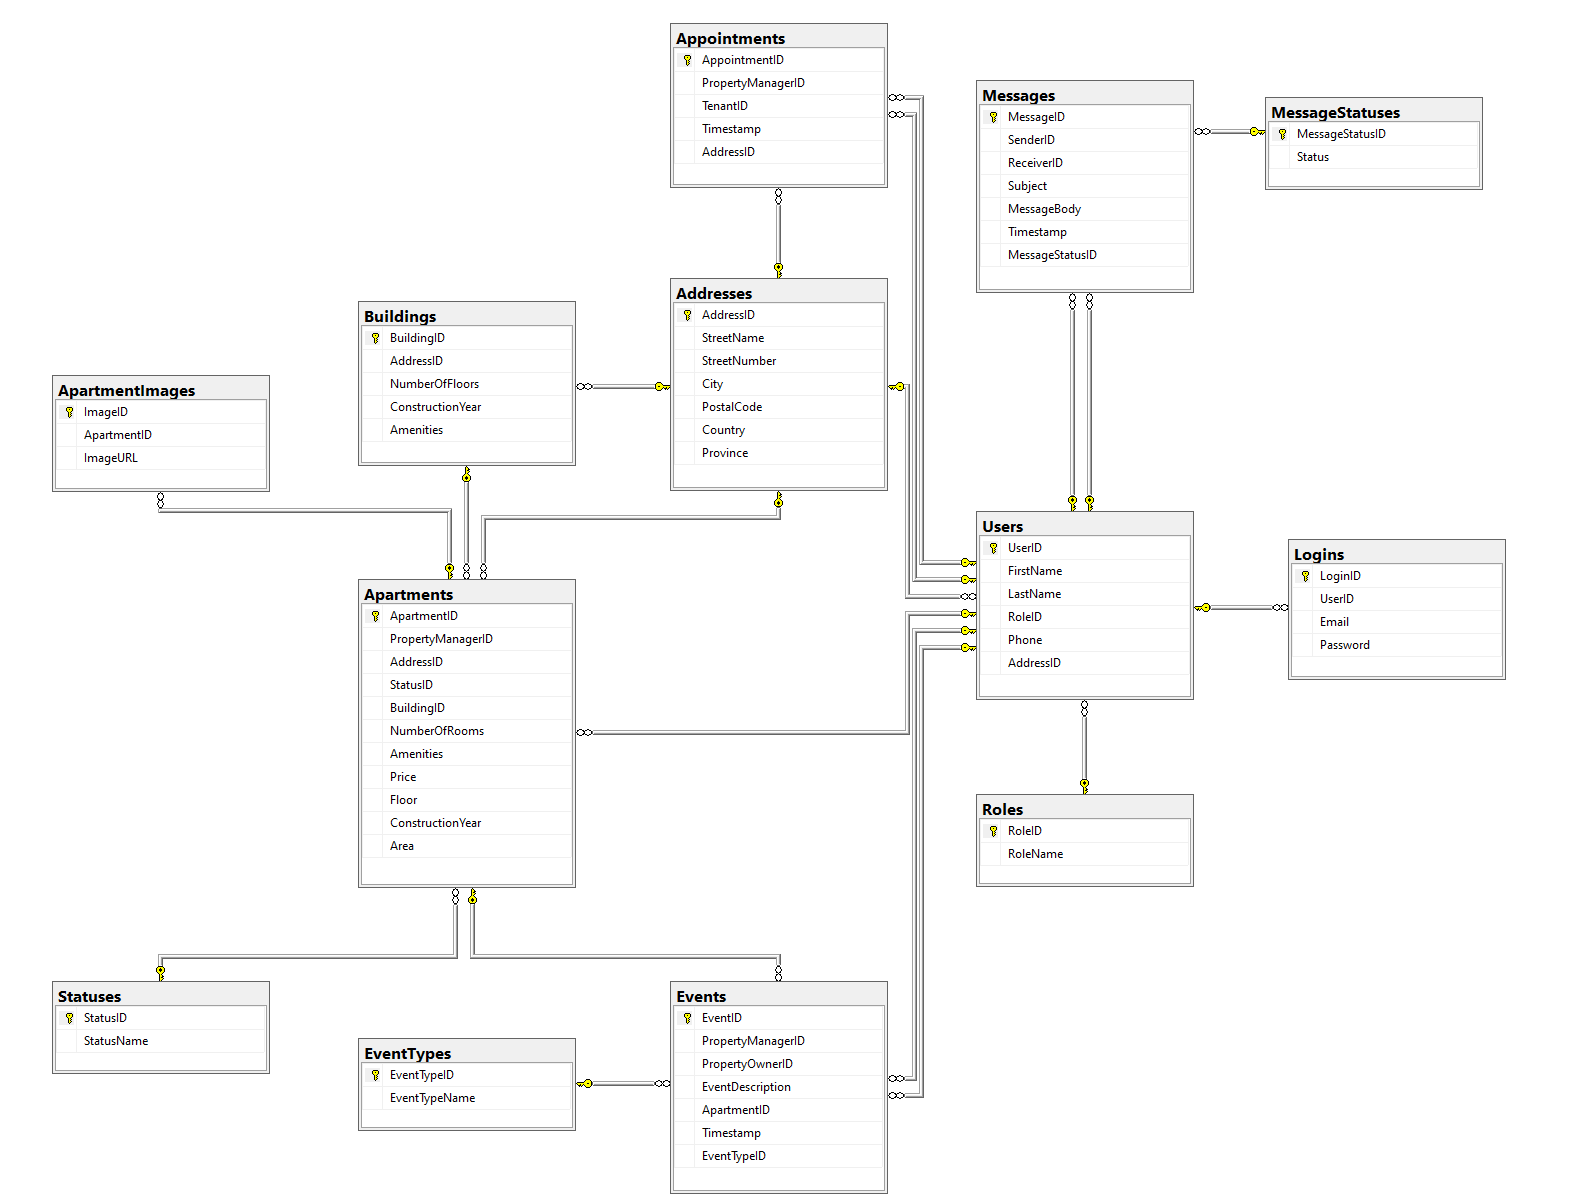 Appointments
AppointmentID
PropertyManagerID
TenantID
Timestamp
AddressID
Messages
MessageID
SenderID
ReceiverID
Subject
MessageBody
Timestamp
MessageStatusID
MessageStatuses
MessageStatusID
Status
Buildings
BuildingID
AddressID
NumberOfFloors
ConstructionYear
Amenities
Addresses
AddressID
StreetName
StreetNumber
City
PostalCode
Country
Province
ApartmentImages
ImageID
ApartmentID
ImageURL
Users
UserID
FirstName
LastName
RoleID
Phone
AddressID
Logins
LoginID
UserID
Email
Password
Apartments
ApartmentID
PropertyManagerID
AddressID
StatusID
BuildingID
NumberOfRooms
Amenities
Price
Floor
ConstructionYear
Area
Roles
RoleID
RoleName
Statuses
StatusID
StatusName
EventTypes
EventTypeID
EventTypeName
Events
EventID
PropertyManagerID
PropertyOwnerID
EventDescription
ApartmentID
Timestamp
EventTypeID